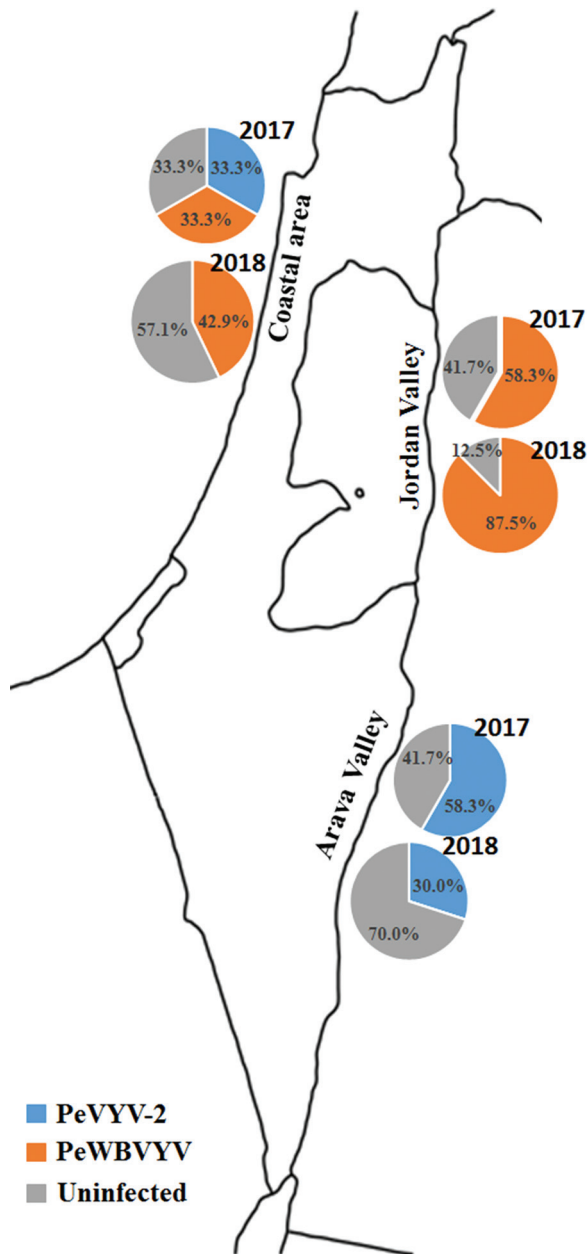 2017
33.3% 33.3%
33.3%
2018
57.1% 42.9%
Coastal area
2017
41.7% 58.3%
2018
12.5%
87.5%
Jordan Valley
2017
41.7%
58.3%
2018
30.0%
70.0%
Arava Valley
PeVYV-2
PeWBVYV
Uninfected